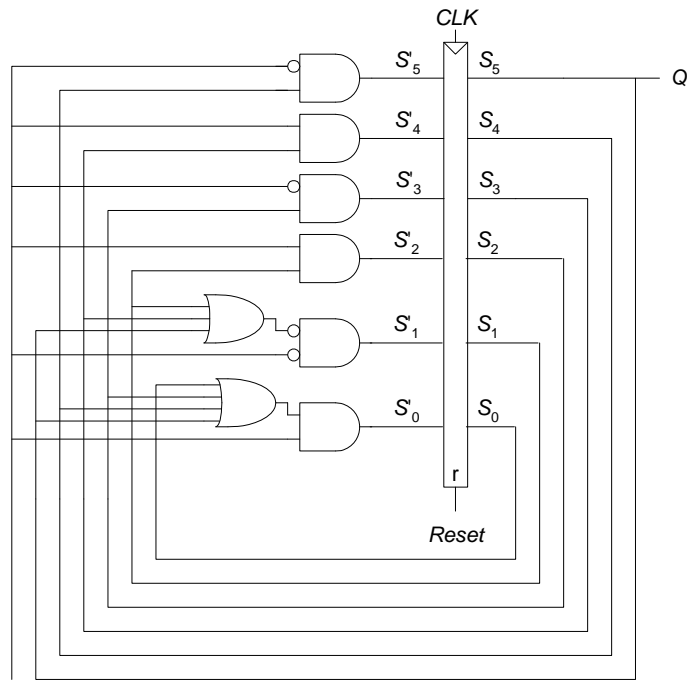 CLK
S'5 S5
Q
S'4 S4
S'3 S3
S'2 S2
S'1 S1
S'0 S0
r
Reset